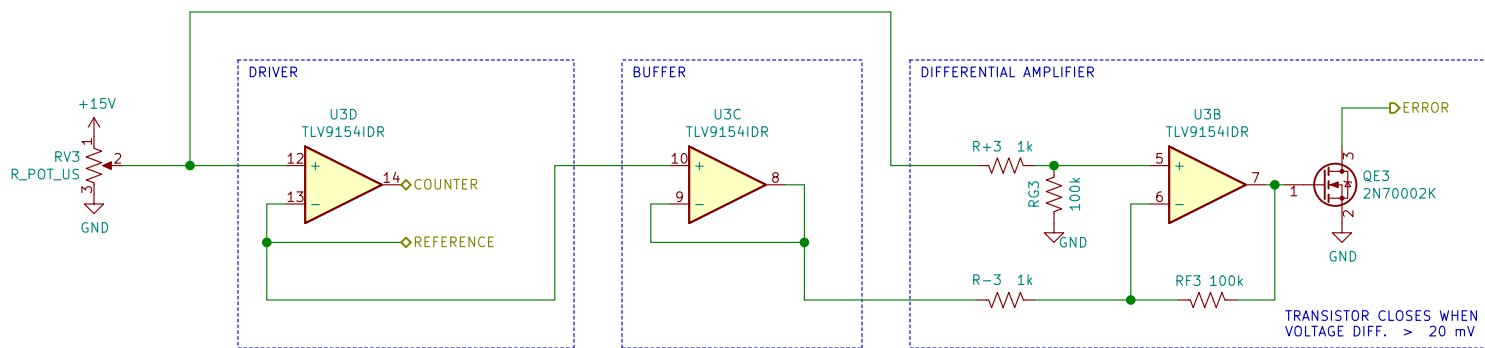 DRIVER
BUFFER
DIFFERENTIAL AMPLIFIER
+15V
1
RV3
R_POT_US
2
3
GND
U3D
TLV9154IDR
12
+
13
−
14
COUNTER
REFERENCE
U3C
TLV9154IDR
10
+
9
−
8
R+3 1k
RG3
100k
GND
R-3 1k
U3B
TLV9154IDR
5
+
6
−
7
RF3 100k
ERROR
1
3
2
QE3
2N70002K
GND
TRANSISTOR CLOSES WHEN
VOLTAGE DIFF. > 20 mV